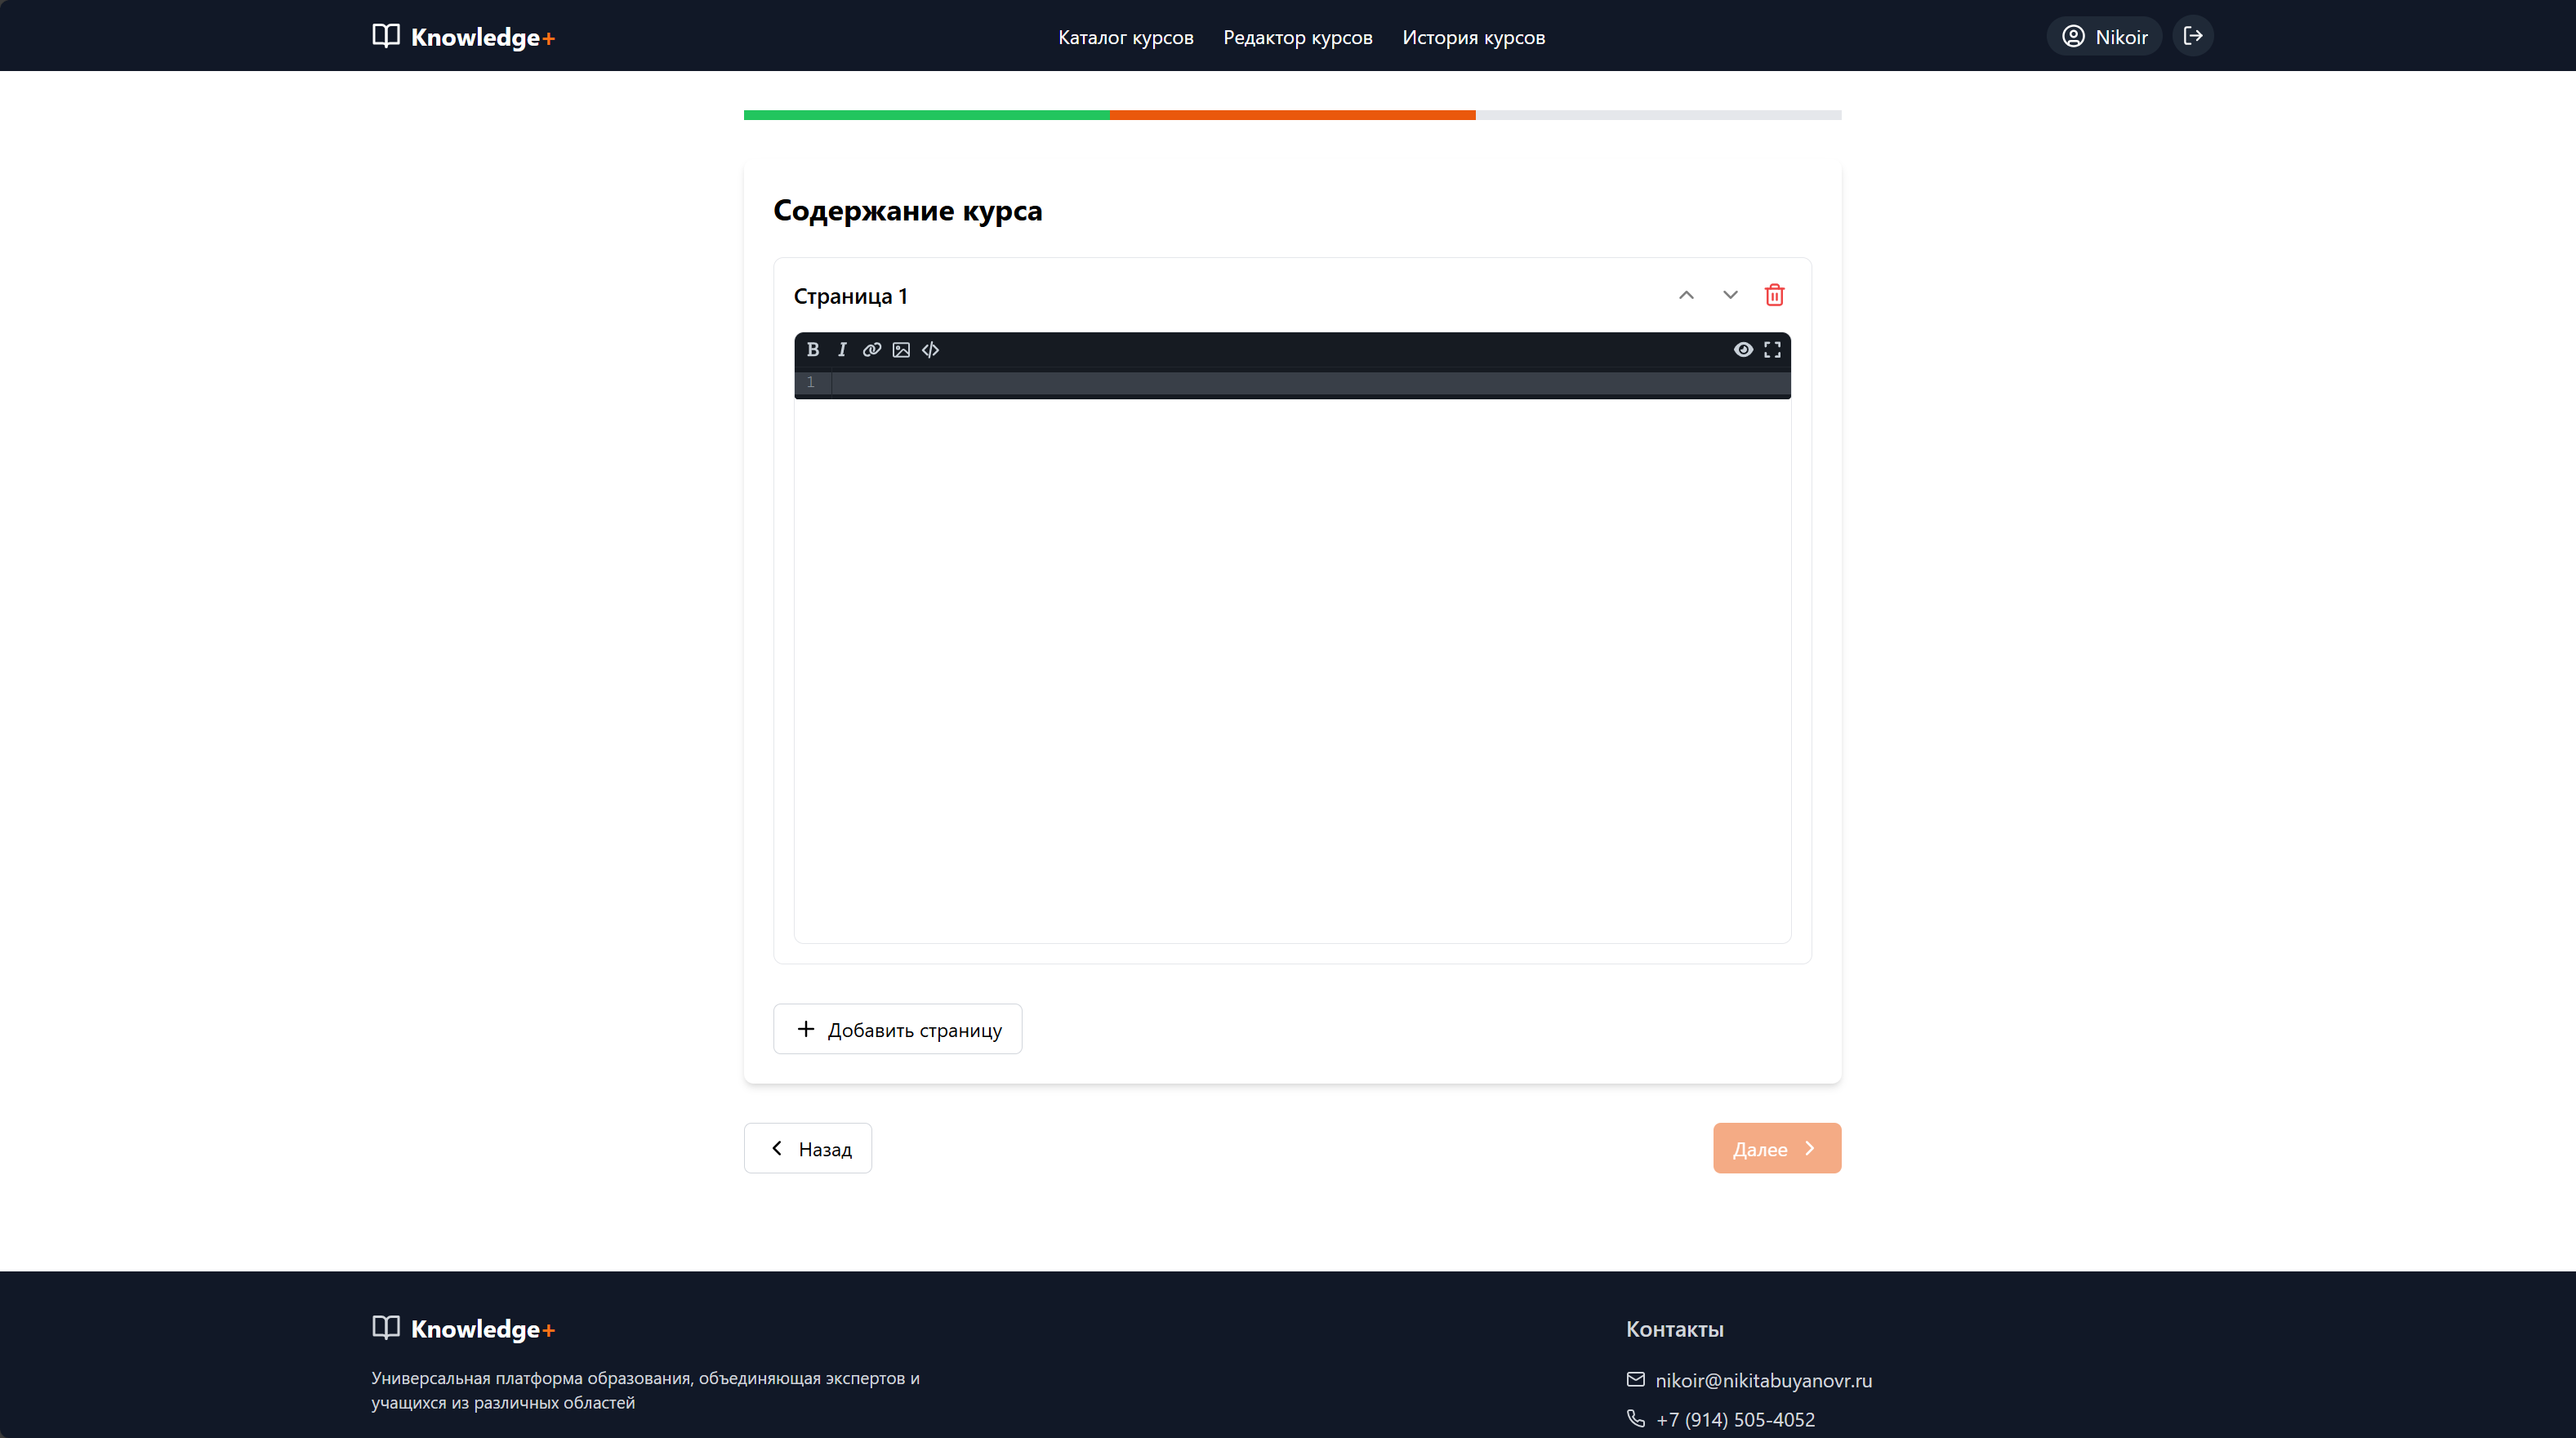 Knowledge+
Каталог курсов
Редактор курсов
История курсов
Nikoir
Содержание курса
Страница 1
B I
1
Добавить страницу
Назад
Далее
Knowledge+
Универсальная платформа образования, объединяющая экспертов и
учащихся из различных областей
Контакты
nikoir@nikitabuyanovr.ru
+7 (914) 505-4052